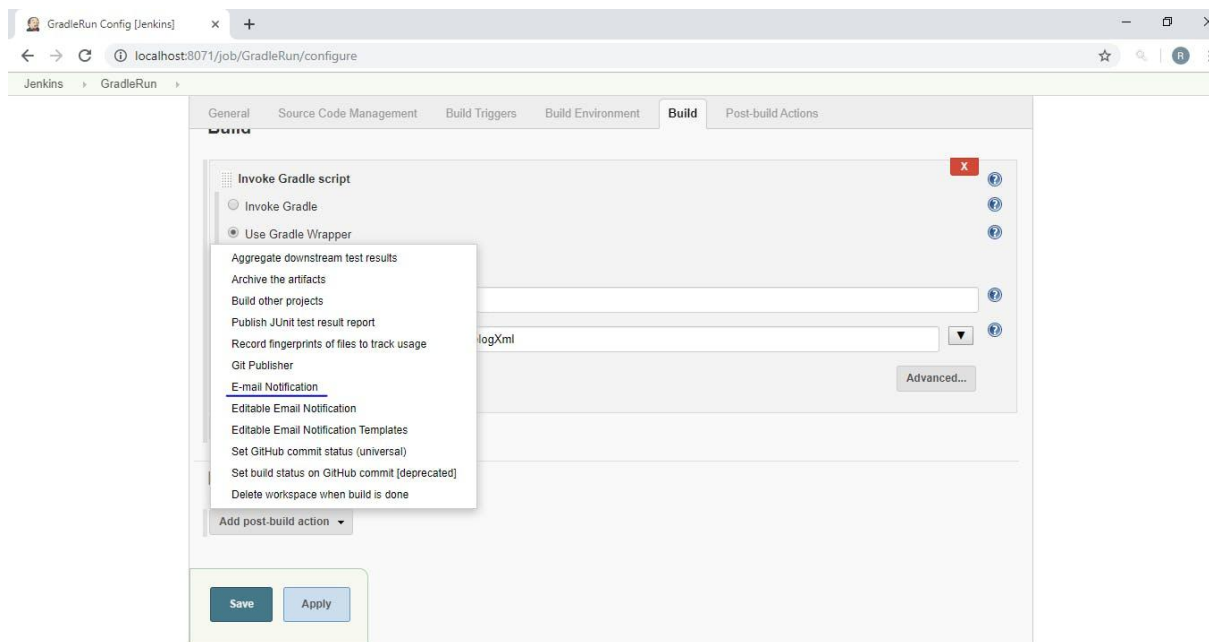 GradleRun Config [Jenkins]
localhost:8071/job/GradleRun/configure
R
Jenkins GradleRun
General Source Code Management Build Triggers Build Environment Build Post-build Actions
Build
X
Invoke Gradle script
Invoke Gradle
Use Gradle Wrapper
Aggregate downstream test results
Archive the artifacts
Build other projects
Publish JUnit test result report
Record fingerprints of files to track usage
logXml
Git Publisher
E-mail Notification
Advanced...
Editable Email Notification
Editable Email Notification Templates
Set GitHub commit status (universal)
Set build status on GitHub commit [deprecated]
Delete workspace when build is done
Add post-build action
Save Apply